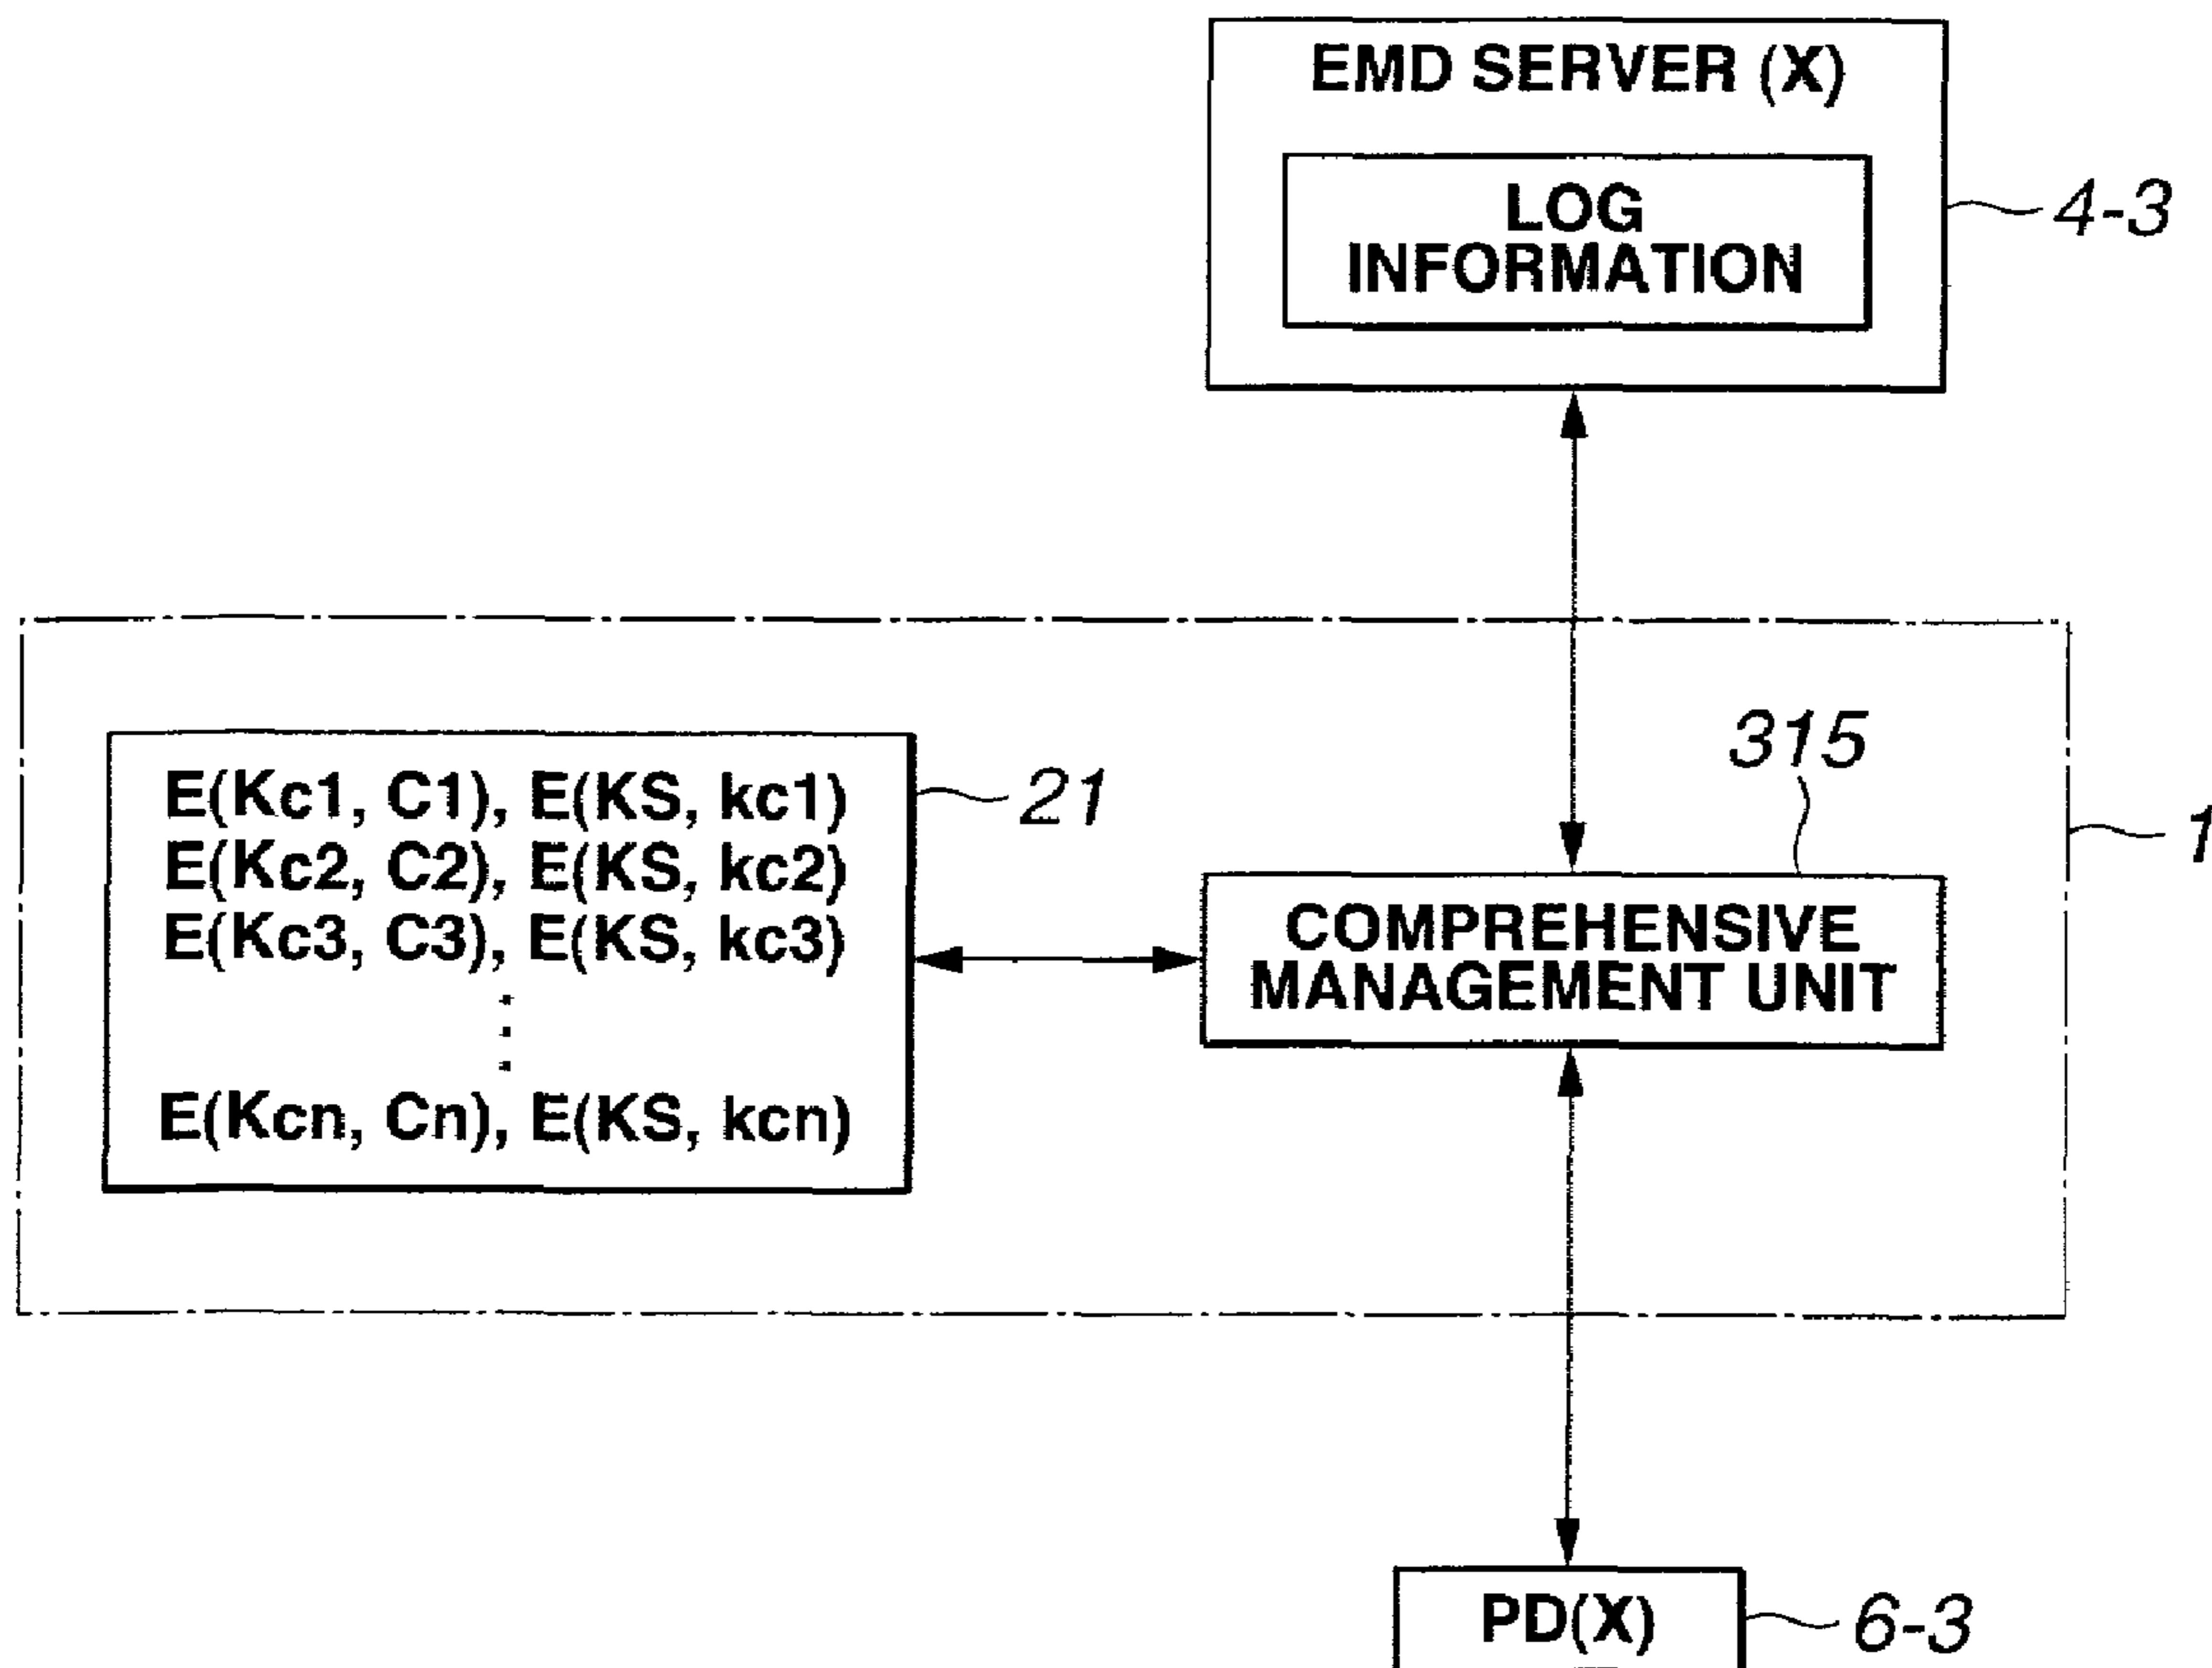 EMD SERVER (X)
LOG
INFORMATION
4-3
315
1
E(Kc1, C1), E(KS, kc1)
E(Kc2, C2), E(KS, kc2)
E(Kc3, C3), E(KS, kc3)
E(Kcn, Cn), E(KS, kcn)
21
COMPREHENSIVE
MANAGEMENT UNIT
PD(X)
6-3